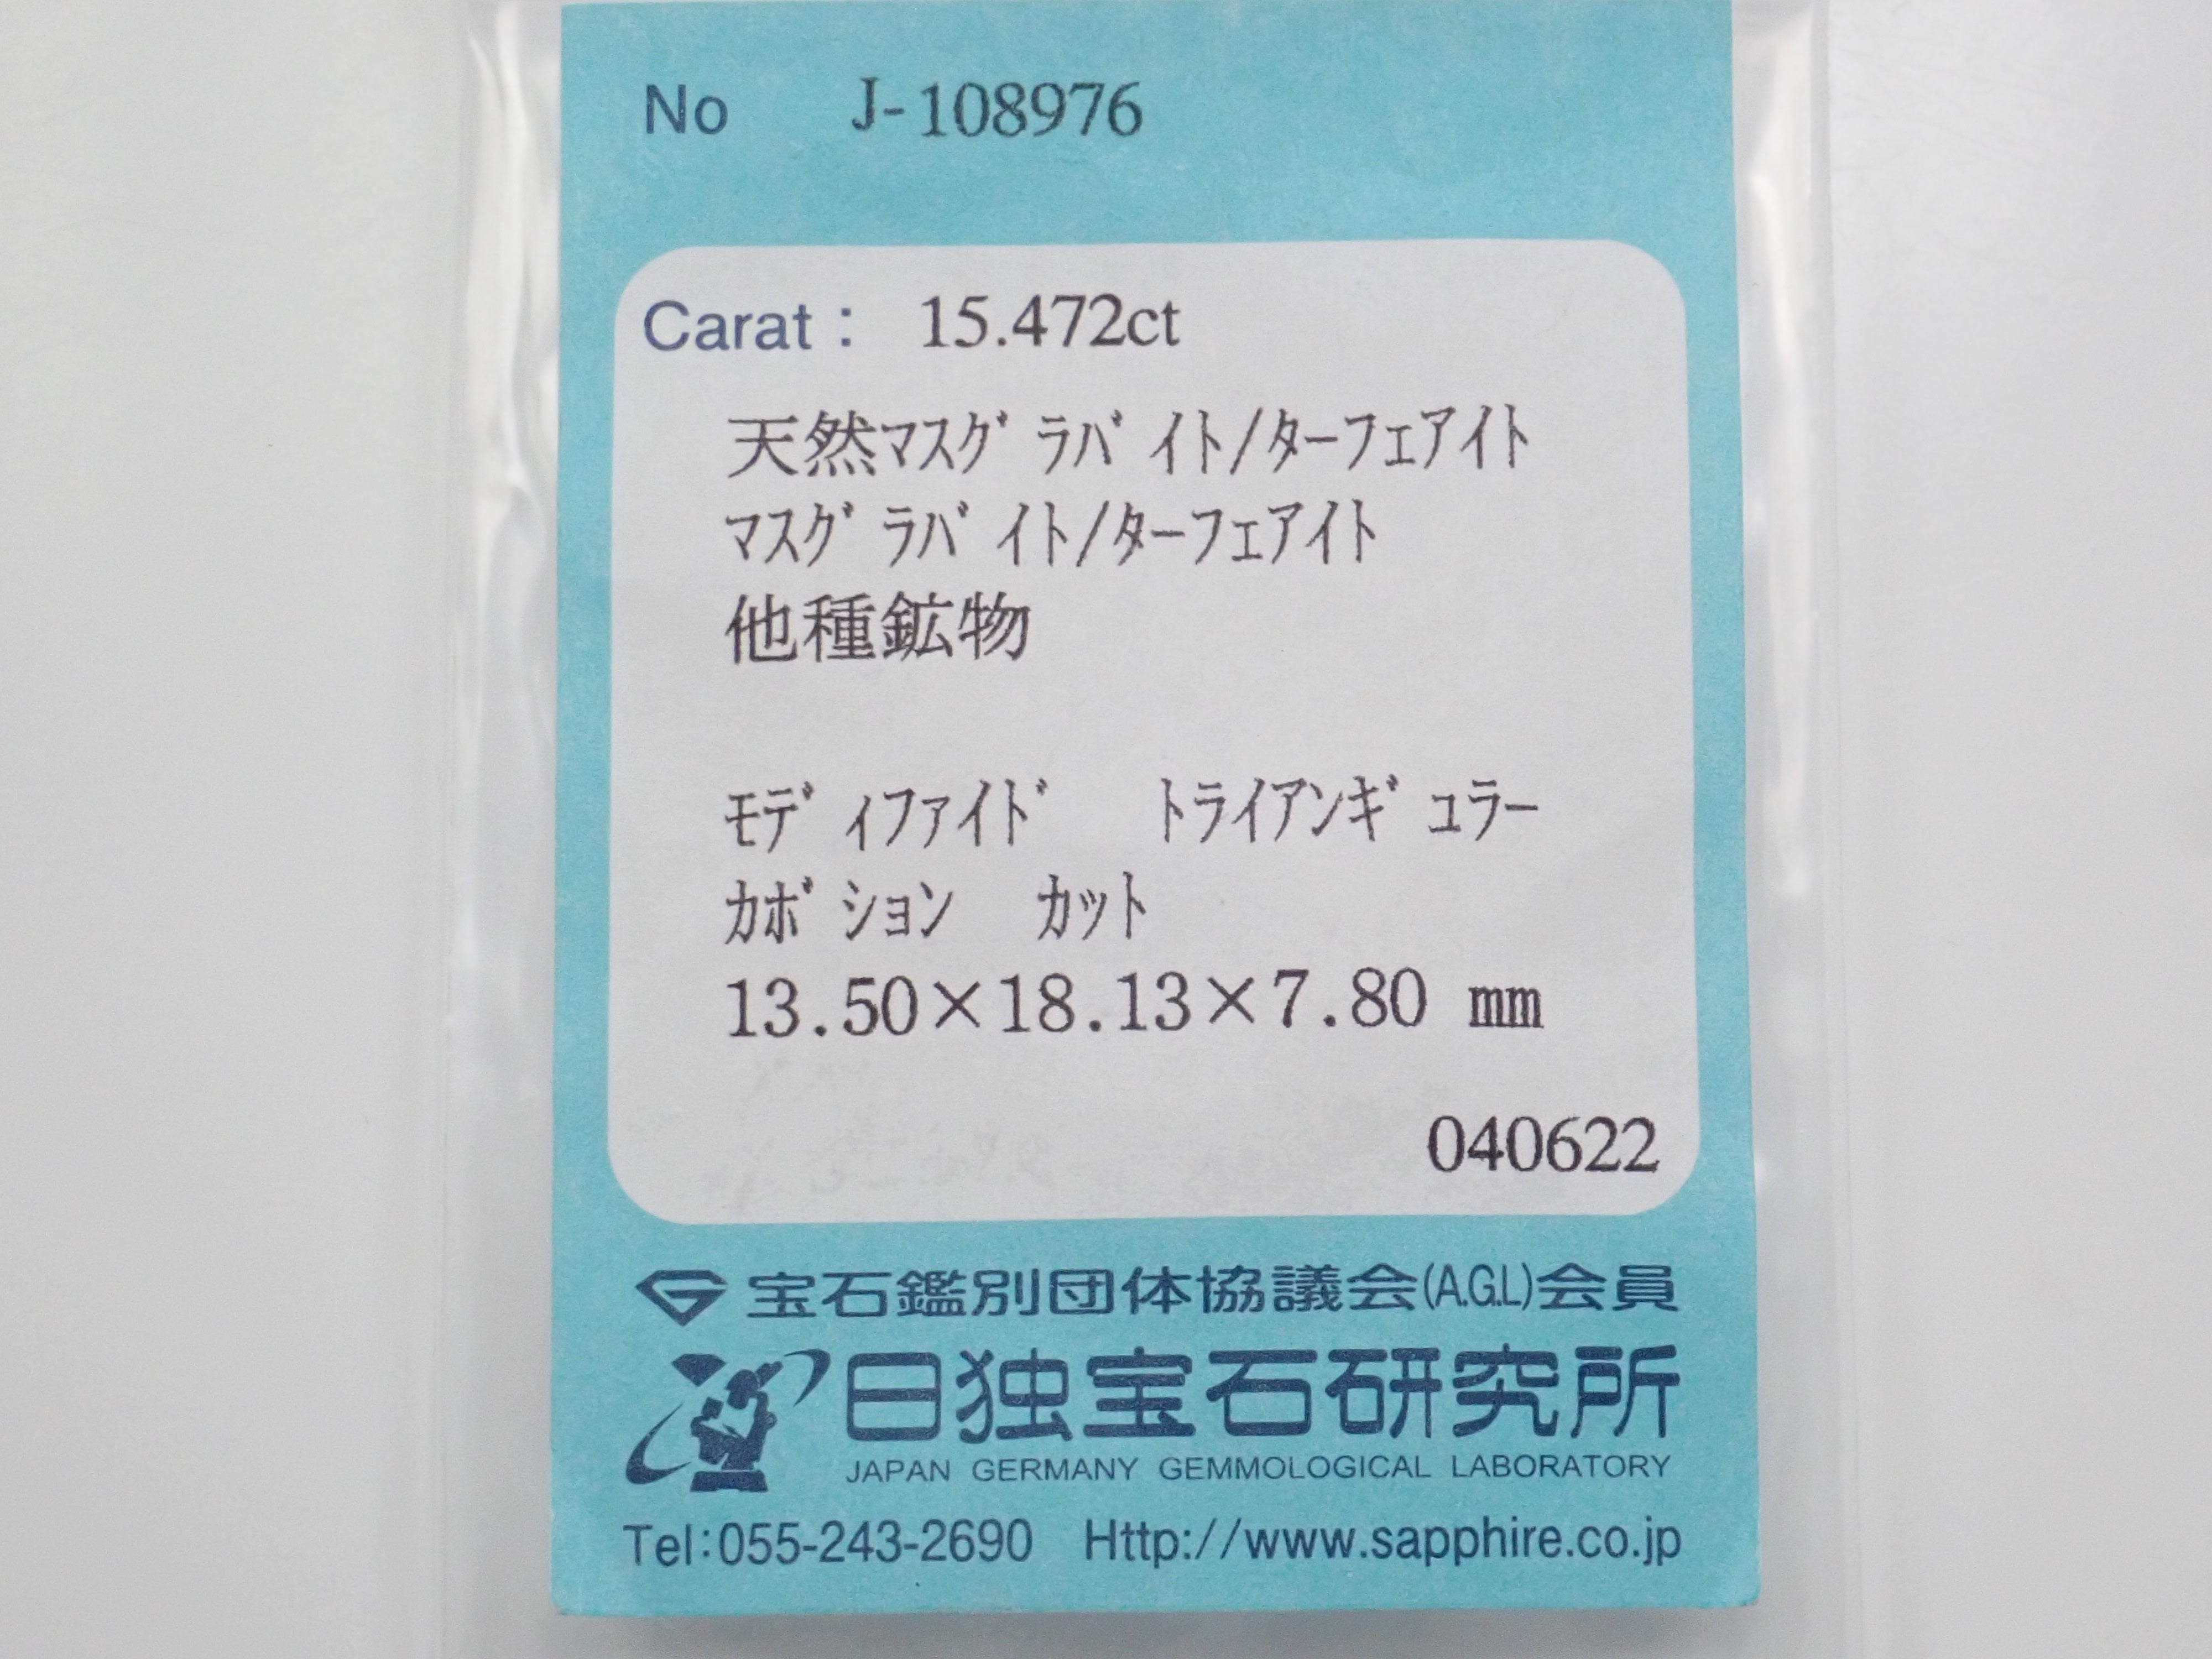 No J-108976
Carat : 15.472ct
天然ﾏｽｸﾞﾗﾊﾞｲﾄ/ﾀｰﾌｪｱｲﾄ
ﾏｽｸﾞﾗﾊﾞｲﾄ/ﾀｰﾌｪｱｲﾄ
他種鉱物
ﾓﾃﾞｨﾌｧｲﾄﾞ ﾄﾗｲｱﾝｷﾞｭﾗｰ
ｶﾎﾞｼｮﾝ ｶｯﾄ
13.50×18.13×7.80 mm
040622
宝石鑑別団体協議会(A.G.L)会員
日独宝石研究所
JAPAN GERMANY GEMMOLOGICAL LABORATORY
Tel:055-243-2690 Http://www.sapphire.co.jp